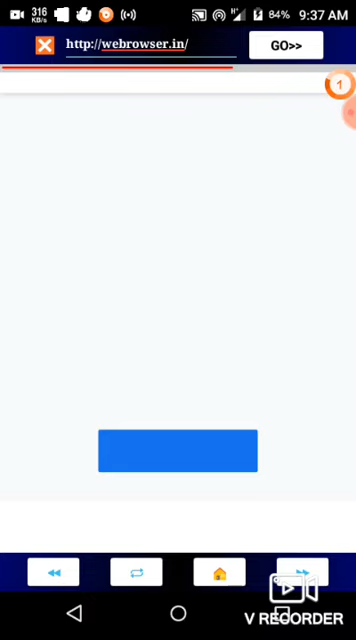 316
KB/s
H+
84%
9:37 AM
http://webrowser.in/
GO>>
1
V RECORDER